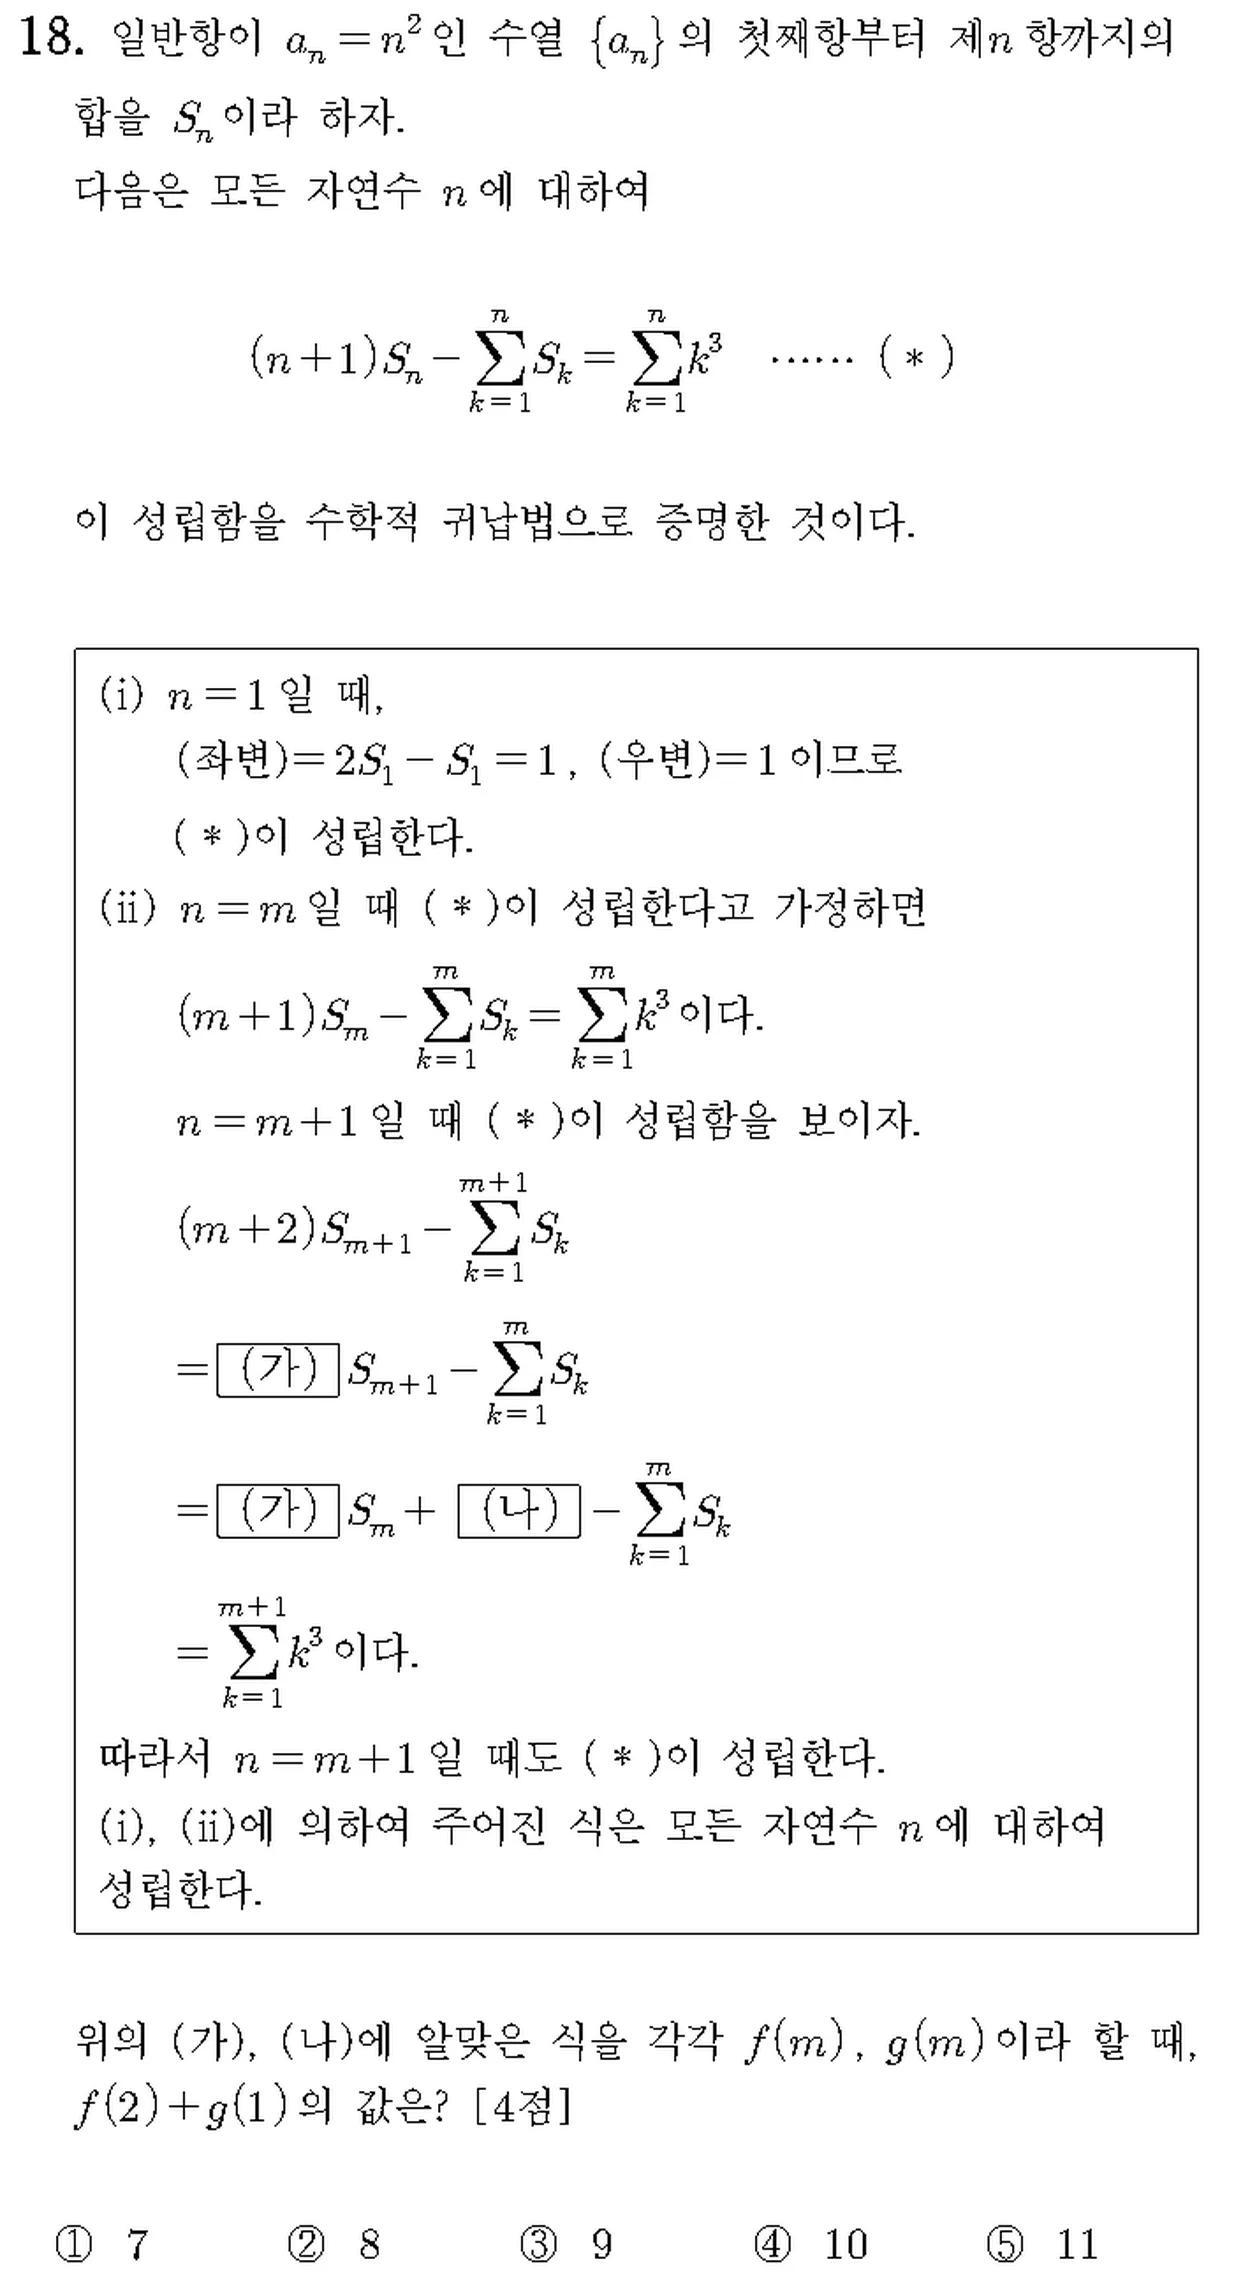 18. 일반항이 a_n = n^2 인 수열 {a_n}의 첫째항부터 제n항까지의
합을 S_n이라 하자.
다음은 모든 자연수 n에 대하여
(n+1)S_n - \sum_{k=1}^{n} S_k = \sum_{k=1}^{n} k^3 …… (*)
이 성립함을 수학적 귀납법으로 증명한 것이다.
(i) n=1일 때,
(좌변)=2S_1 - S_1 = 1, (우변)=1 이므로
(*)이 성립한다.
(ii) n=m일 때 (*)이 성립한다고 가정하면
(m+1)S_m - \sum_{k=1}^{m} S_k = \sum_{k=1}^{m} k^3 이다.
n=m+1일 때 (*)이 성립함을 보이자.
(m+2)S_{m+1} - \sum_{k=1}^{m+1} S_k
= (가) S_{m+1} - \sum_{k=1}^{m} S_k
= (가) S_m + (나) - \sum_{k=1}^{m} S_k
= \sum_{k=1}^{m+1} k^3 이다.
따라서 n=m+1일 때도 (*)이 성립한다.
(i), (ii)에 의하여 주어진 식은 모든 자연수 n에 대하여
성립한다.
위의 (가), (나)에 알맞은 식을 각각 f(m), g(m)이라 할 때,
f(2)+g(1)의 값은? [4점]
① 7 ② 8 ③ 9 ④ 10 ⑤ 11